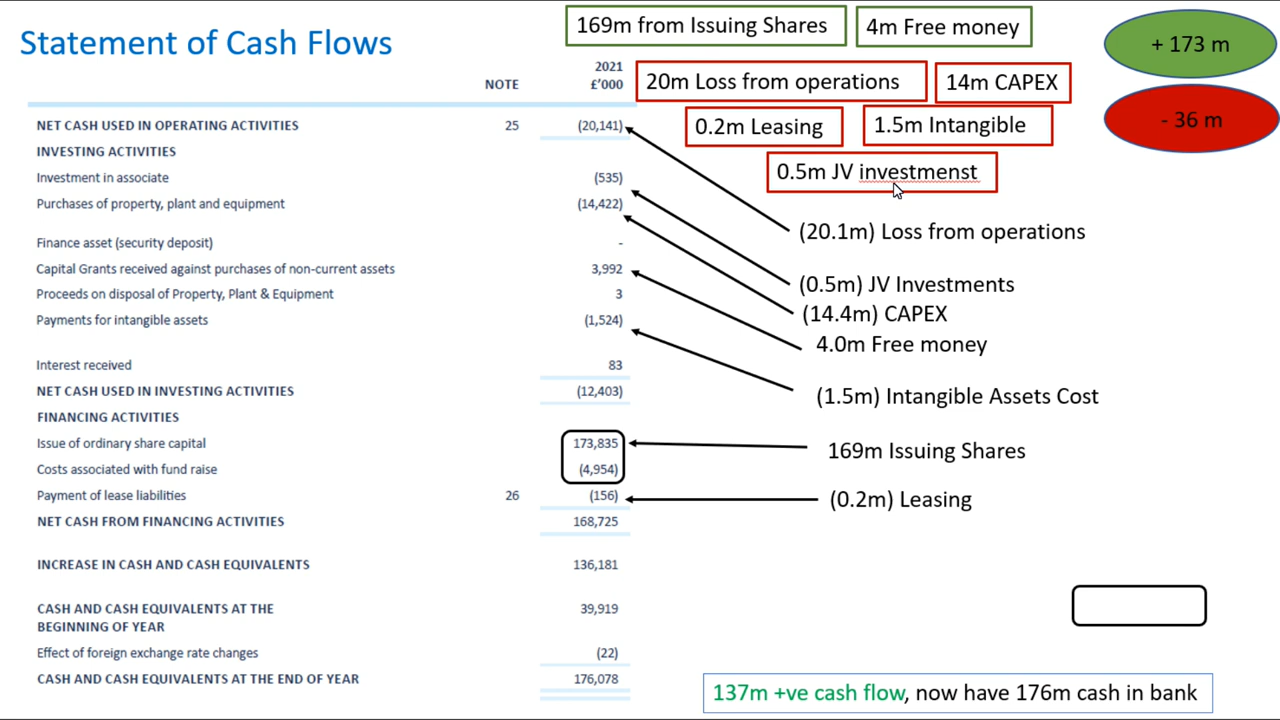 Statement of Cash Flows
169m from Issuing Shares
4m Free money
+ 173 m
20m Loss from operations
14m CAPEX
0.2m Leasing
1.5m Intangible
- 36 m
0.5m JV investmenst
NOTE 2021 £'000
NET CASH USED IN OPERATING ACTIVITIES 25 (20,141)
INVESTING ACTIVITIES
Investment in associate (535)
Purchases of property, plant and equipment (14,422)
Finance asset (security deposit) -
Capital Grants received against purchases of non-current assets 3,992
Proceeds on disposal of Property, Plant & Equipment 3
Payments for intangible assets (1,524)
Interest received 83
NET CASH USED IN INVESTING ACTIVITIES (12,403)
FINANCING ACTIVITIES
Issue of ordinary share capital 173,835
Costs associated with fund raise (4,954)
Payment of lease liabilities 26 (156)
NET CASH FROM FINANCING ACTIVITIES 168,725
INCREASE IN CASH AND CASH EQUIVALENTS 136,181
CASH AND CASH EQUIVALENTS AT THE
BEGINNING OF YEAR 39,919
Effect of foreign exchange rate changes (22)
CASH AND CASH EQUIVALENTS AT THE END OF YEAR 176,078
(20.1m) Loss from operations
(0.5m) JV Investments
(14.4m) CAPEX
4.0m Free money
(1.5m) Intangible Assets Cost
169m Issuing Shares
(0.2m) Leasing
137m +ve cash flow, now have 176m cash in bank